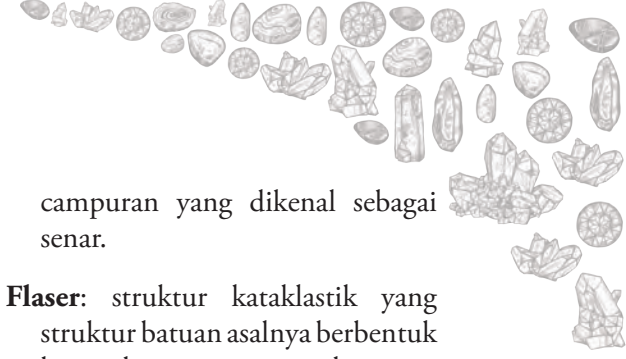 campuran yang dikenal sebagai
senar.
Flaser: struktur kataklastik yang
struktur batuan asalnya berbentuk